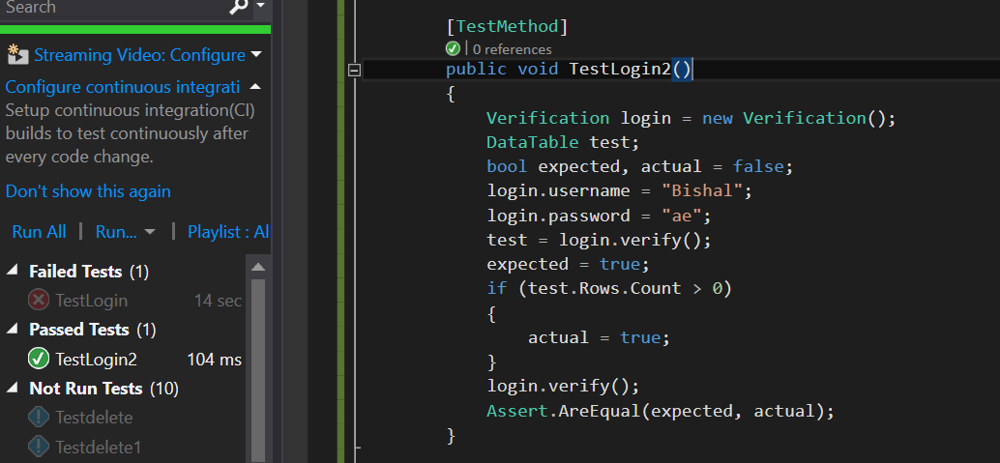 Search
Streaming Video: Configure
Configure continuous integrati
Setup continuous integration(CI)
builds to test continuously after
every code change.
Don't show this again
Run All | Run... | Playlist : Al
Failed Tests (1)
TestLogin 14 sec
Passed Tests (1)
TestLogin2 104 ms
Not Run Tests (10)
Testdelete
Testdelete1
[TestMethod]
| 0 references
public void TestLogin2()
{
Verification login = new Verification();
DataTable test;
bool expected, actual = false;
login.username = "Bishal";
login.password = "ae";
test = login.verify();
expected = true;
if (test.Rows.Count > 0)
{
actual = true;
}
login.verify();
Assert.AreEqual(expected, actual);
}